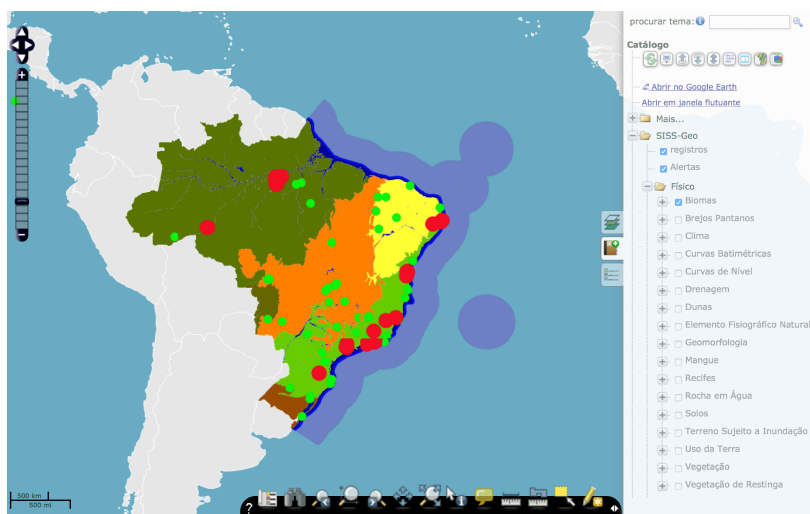 procurar tema:
Catálogo
Abrir no Google Earth
Abrir em janela flutuante
Mais...
SISS-Geo
registros
Alertas
Físico
Biomas
Brejos Pantanos
Clima
Curvas Batimétricas
Curvas de Nível
Drenagem
Dunas
Elemento Fisiográfico Natural
Geomorfologia
Mangue
Recifes
Rocha em Água
Solos
Terreno Sujeito a Inundação
Uso da Terra
Vegetação
Vegetação de Restinga
500 km
500 mi
?